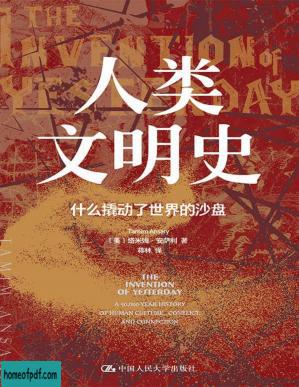 THE
INVENTION
OF
YESTERDAY
人类
文明史
什么撬动了世界的沙盘
Tamim Ansary
（美）塔米姆·安萨利 著
蒋林 译
THE
INVENTION OF
YESTERDAY
A 50,000-YEAR HISTORY
OF HUMAN CULTURE, CONFLICT,
AND CONNECTION
中国人民大学出版社
homeofpdf.com